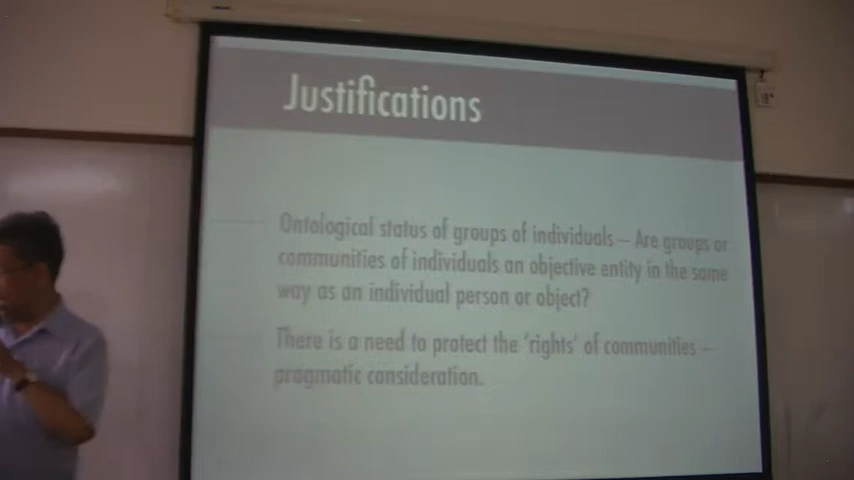 Justifications
Ontological status of groups of individuals – Are groups or
communities of individuals an objective entity in the same
way as an individual person or object?
There is a need to protect the 'rights' of communities –
pragmatic consideration.